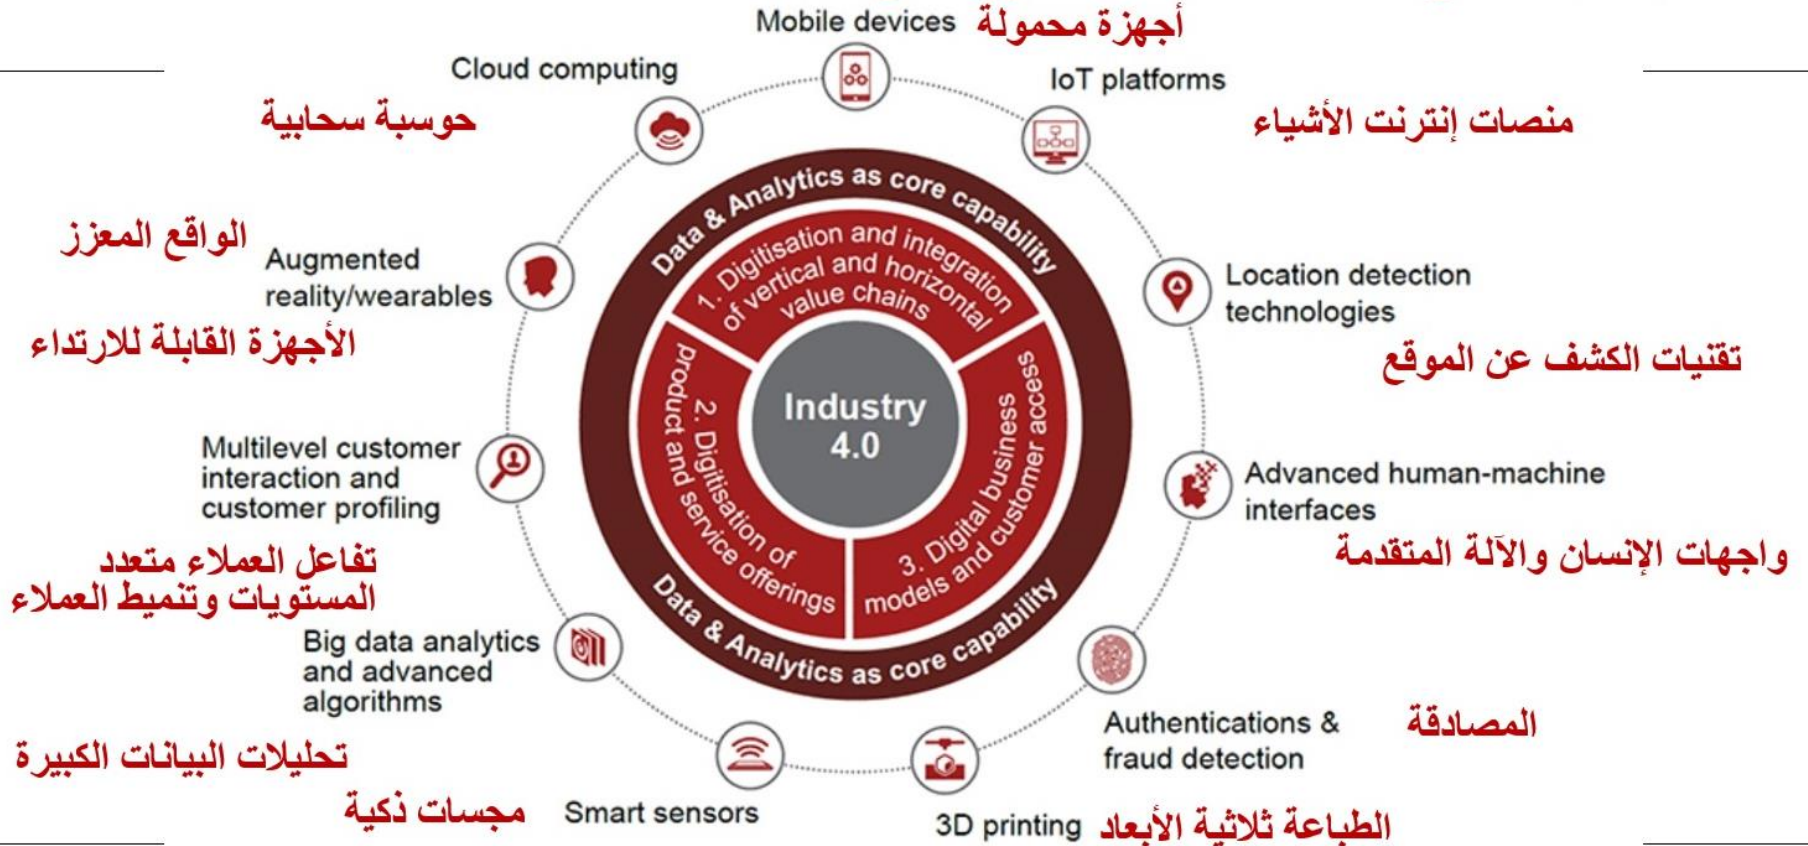 Mobile devices أجهزة محمولة
Cloud computing
حوسبة سحابية
IoT platforms
منصات إنترنت الأشياء
الواقع المعزز
Augmented
reality/wearables
الأجهزة القابلة للارتداء
Location detection
technologies
تقنيات الكشف عن الموقع
Multilevel customer
interaction and
customer profiling
تفاعل العملاء متعدد
المستويات وتنميط العملاء
Advanced human-machine
interfaces
واجهات الإنسان والآلة المتقدمة
Big data analytics
and advanced
algorithms
تحليلات البيانات الكبيرة
Authentications &
fraud detection
المصادقة
مجسات ذكية Smart sensors
3D printing الطباعة ثلاثية الأبعاد
Data & Analytics as core capability
1. Digitisation and integration
of vertical and horizontal
value chains
2. Digitisation of
product and service offerings
3. Digital business
models and customer access
Industry
4.0
Data & Analytics as core capability